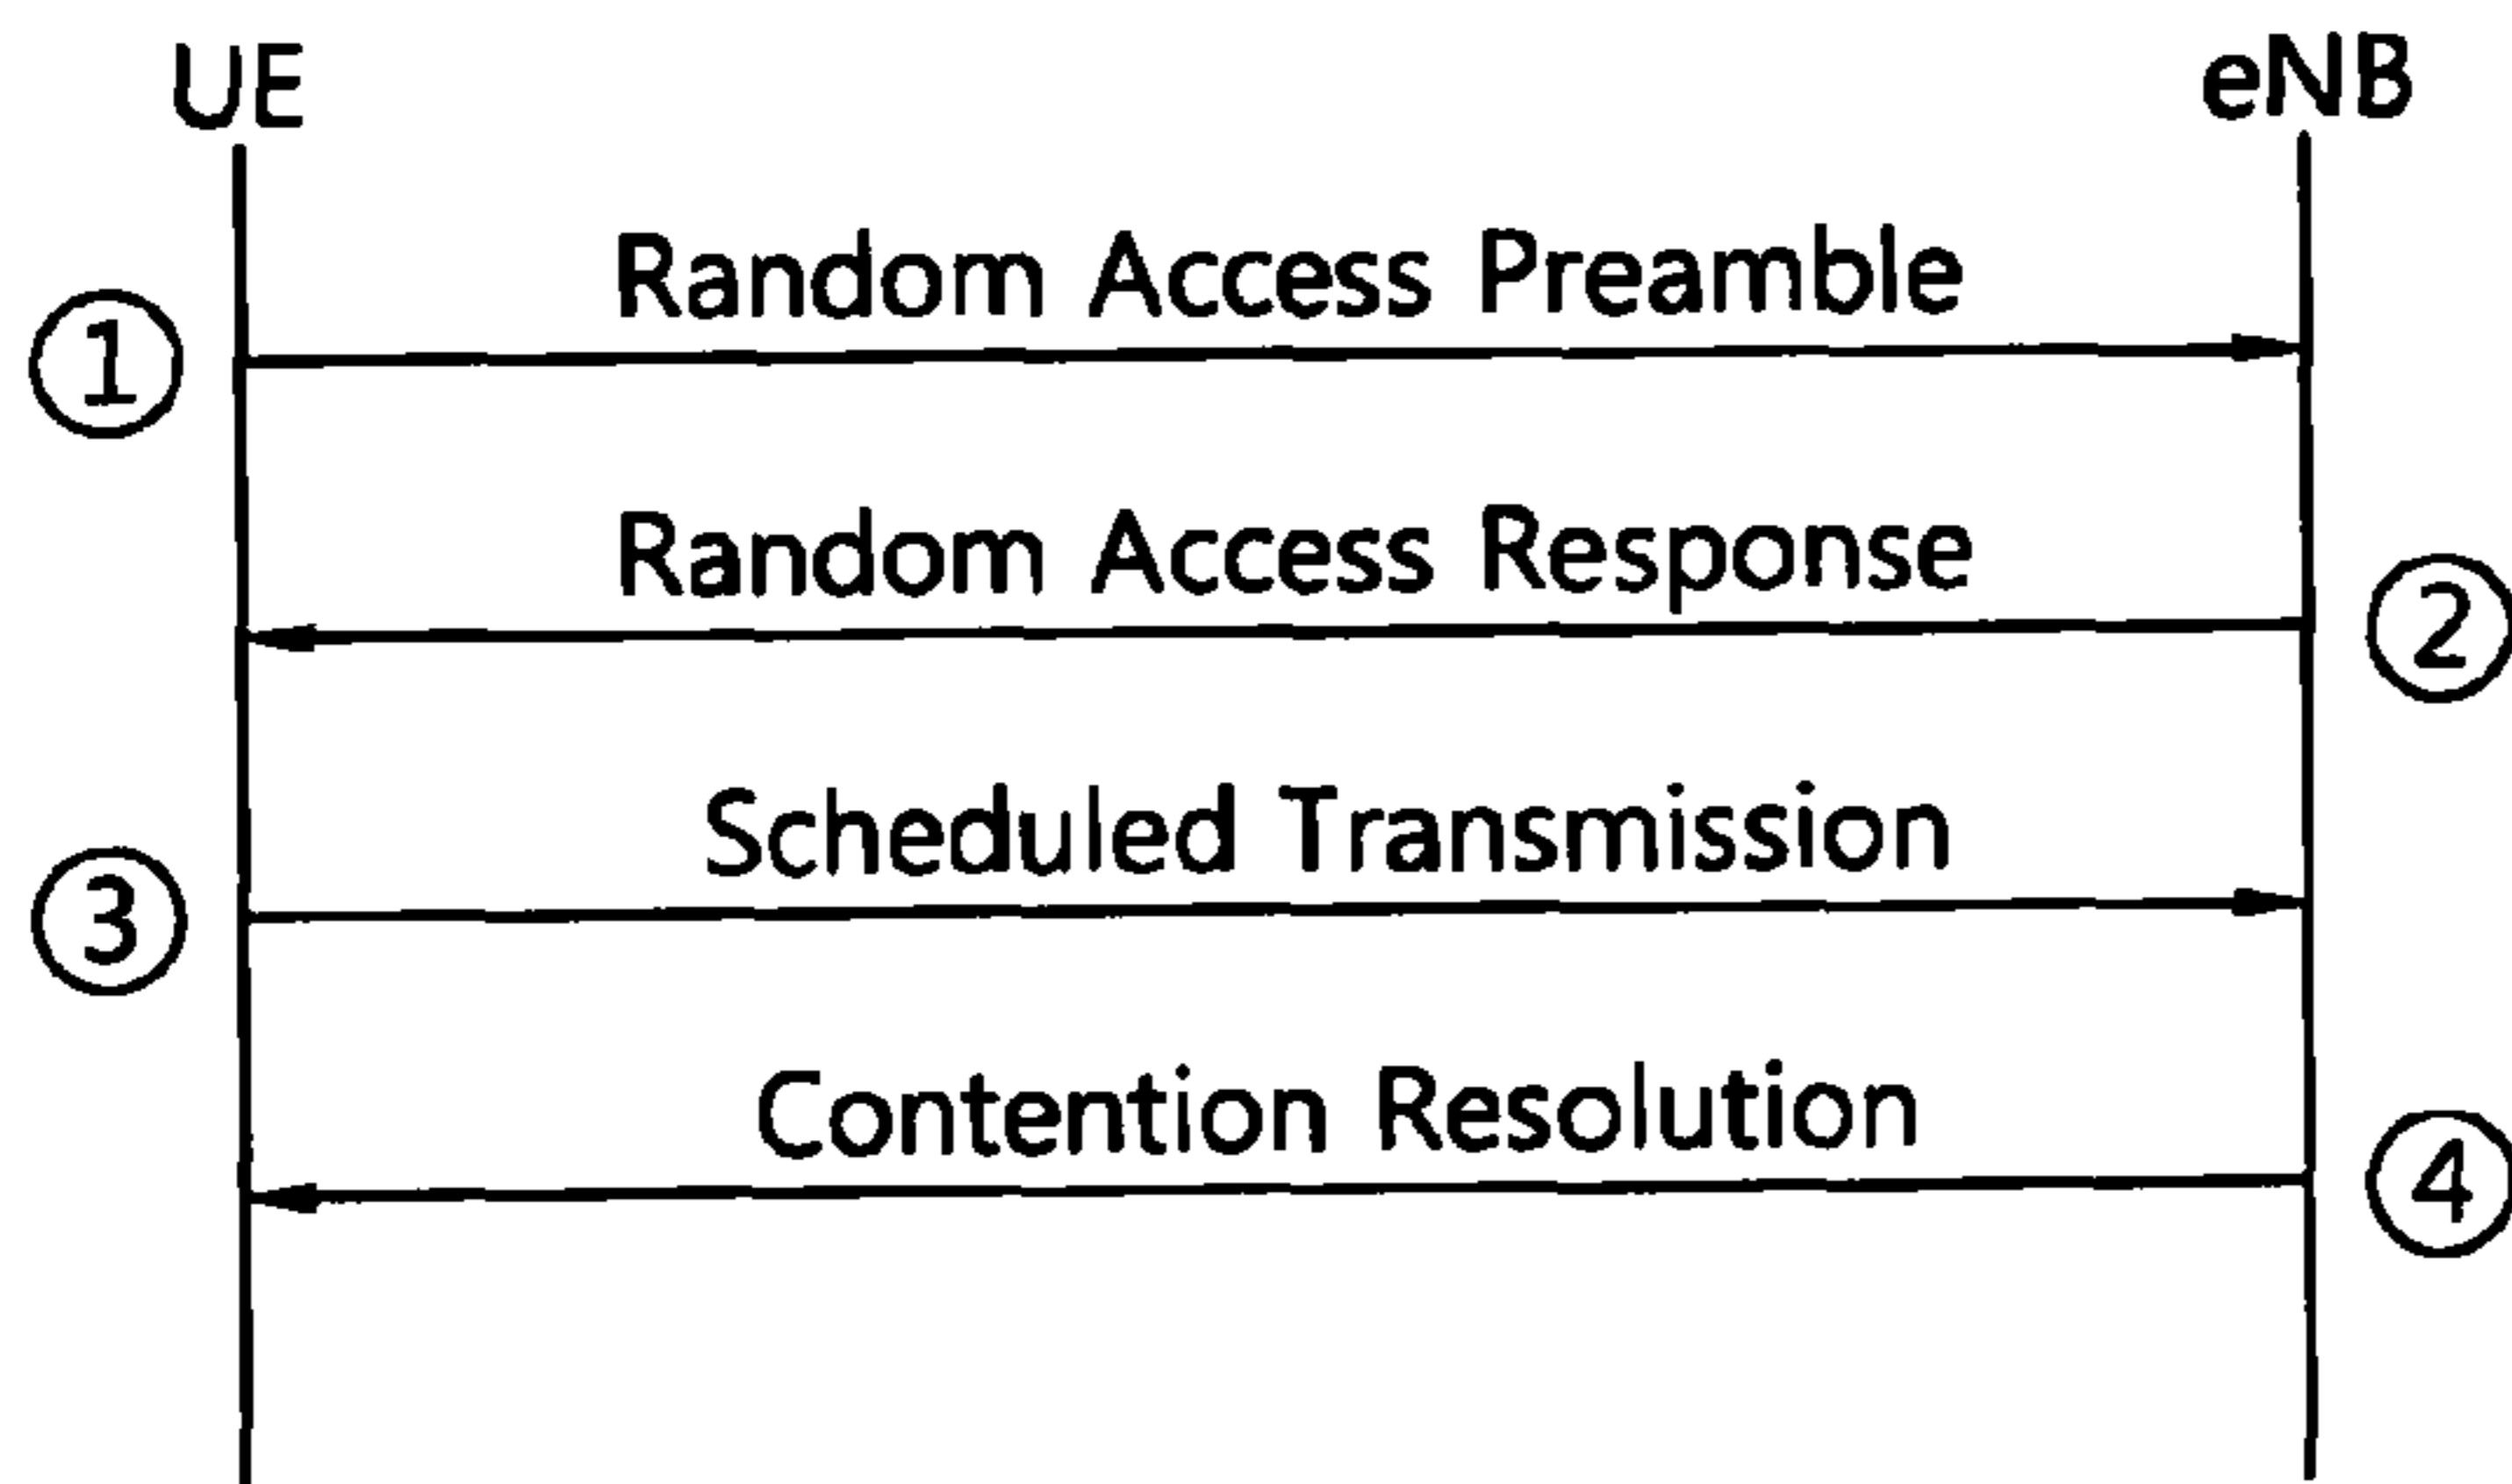 UE
eNB
Random Access Preamble
①
Random Access Response
②
Scheduled Transmission
③
Contention Resolution
④